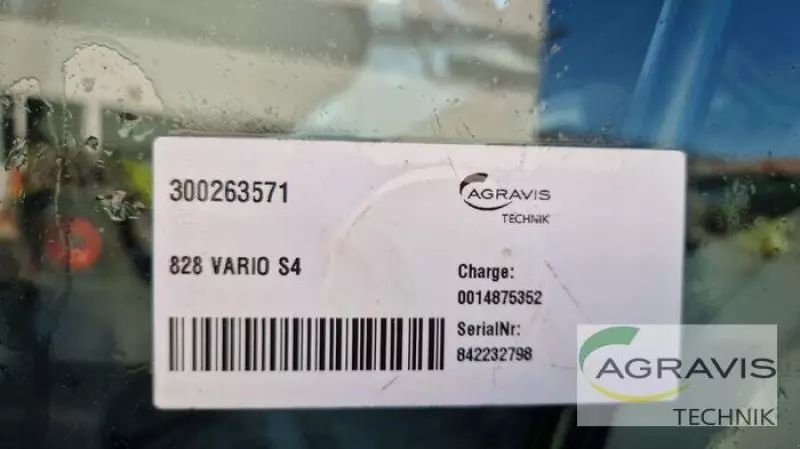 300263571
AGRAVIS
TECHNIK
828 VARIO S4
Charge:
0014875352
SerialNr:
842232798
AGRAVIS
TECHNIK